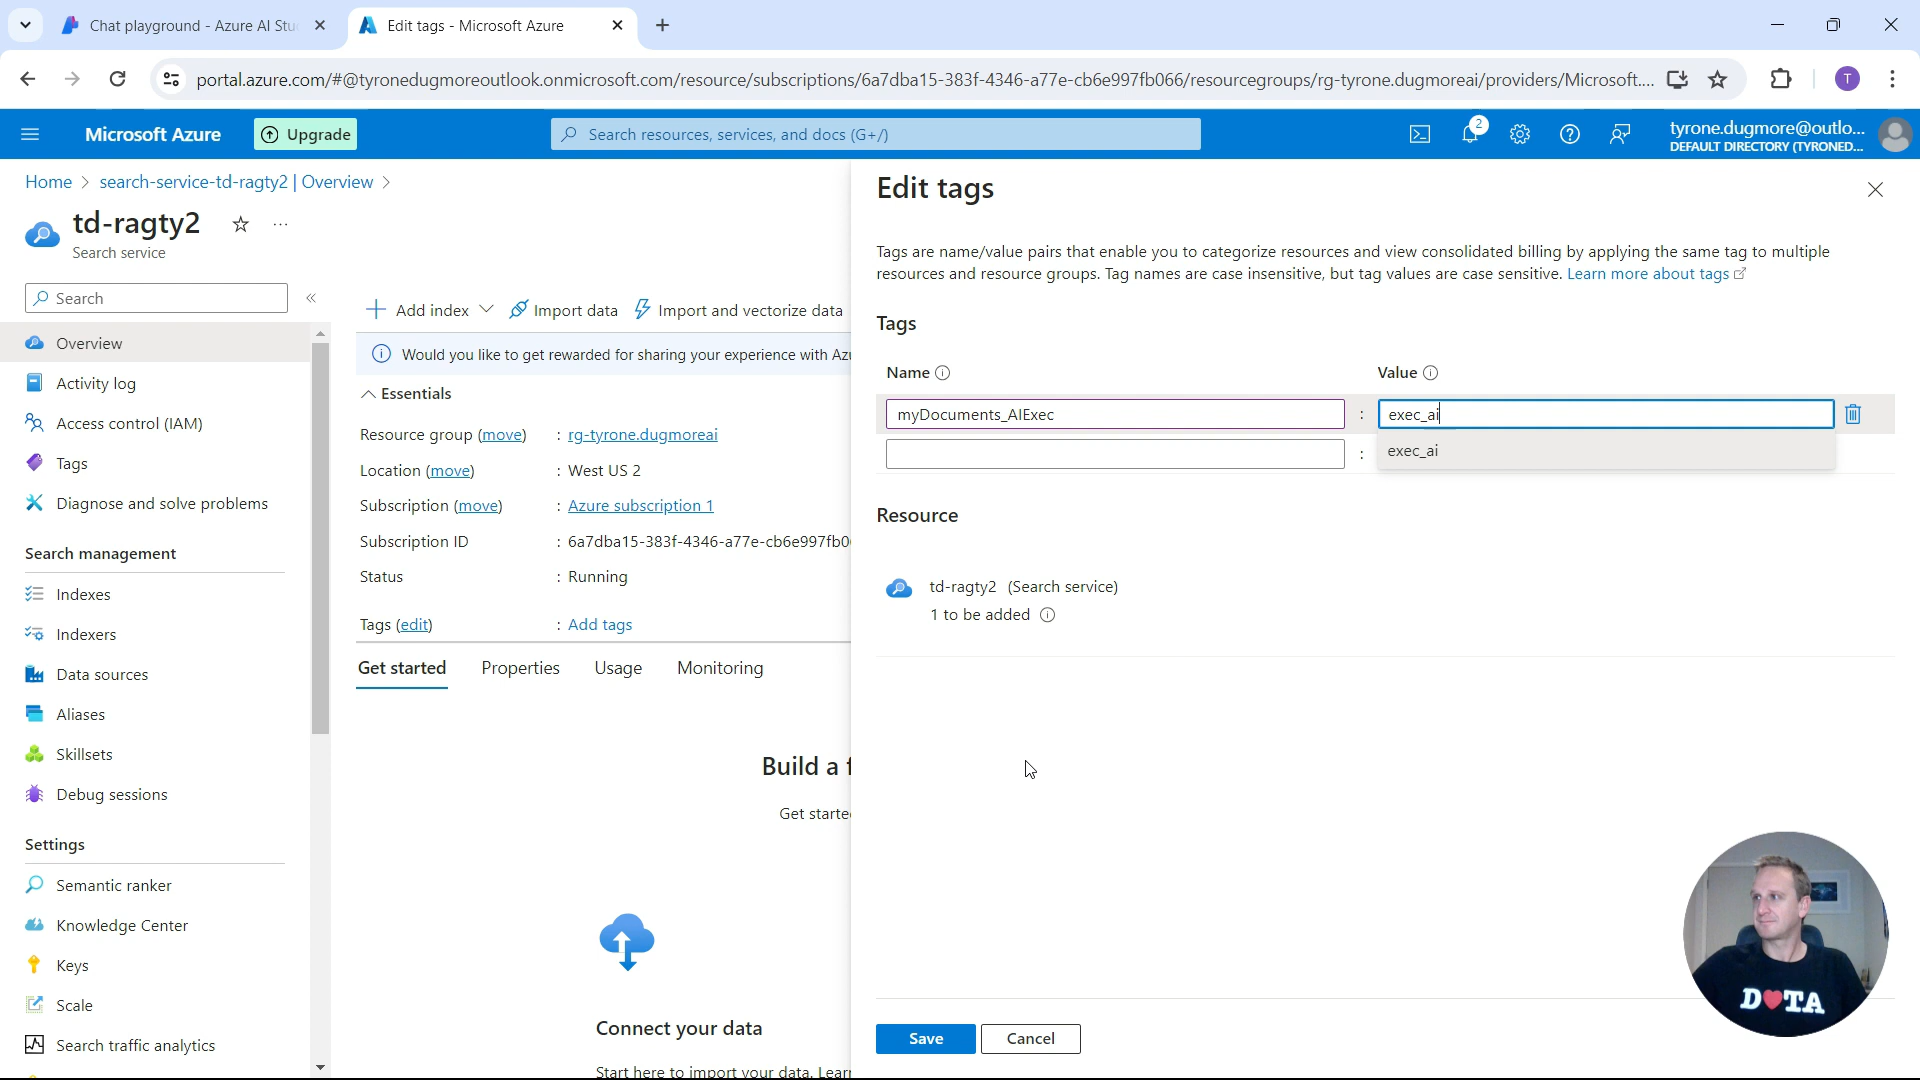 Chat playground - Azure AI Stu
Edit tags - Microsoft Azure
portal.azure.com/#@tyronedugmoreoutlook.onmicrosoft.com/resource/subscriptions/6a7dba15-383f-4346-a77e-cb6e997fb066/resourcegroups/rg-tyrone.dugmoreai/providers/Microsoft....
T
Microsoft Azure
Upgrade
Search resources, services, and docs (G+/)
2
tyrone.dugmore@outlo...
DEFAULT DIRECTORY (TYRONED...
Home > search-service-td-ragty2 | Overview >
td-ragty2
Search service
Search
Overview
Activity log
Access control (IAM)
Tags
Diagnose and solve problems
Search management
Indexes
Indexers
Data sources
Aliases
Skillsets
Debug sessions
Settings
Semantic ranker
Knowledge Center
Keys
Scale
Search traffic analytics
Add index
Import data
Import and vectorize data
Would you like to get rewarded for sharing your experience with Azu
Essentials
Resource group (move) : rg-tyrone.dugmoreai
Location (move) : West US 2
Subscription (move) : Azure subscription 1
Subscription ID : 6a7dba15-383f-4346-a77e-cb6e997fb0
Status : Running
Tags (edit) : Add tags
Get started
Properties
Usage
Monitoring
Build a f
Get starte
Connect your data
Start here to import your data. Lear
Edit tags
Tags are name/value pairs that enable you to categorize resources and view consolidated billing by applying the same tag to multiple
resources and resource groups. Tag names are case insensitive, but tag values are case sensitive. Learn more about tags
Tags
Name
Value
myDocuments_AIExec : exec_ai
:
exec_ai
Resource
td-ragty2 (Search service)
1 to be added
Save
Cancel
D♥TA